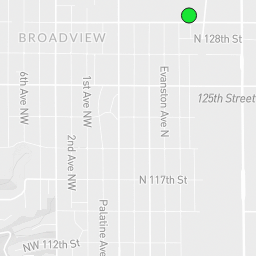 BROADVIEW
N 128th St
6th Ave NW
1st Ave NW
Evanston Ave N
125th Street
2nd Ave NW
N 117th St
Palatine Ave
NW 112th St